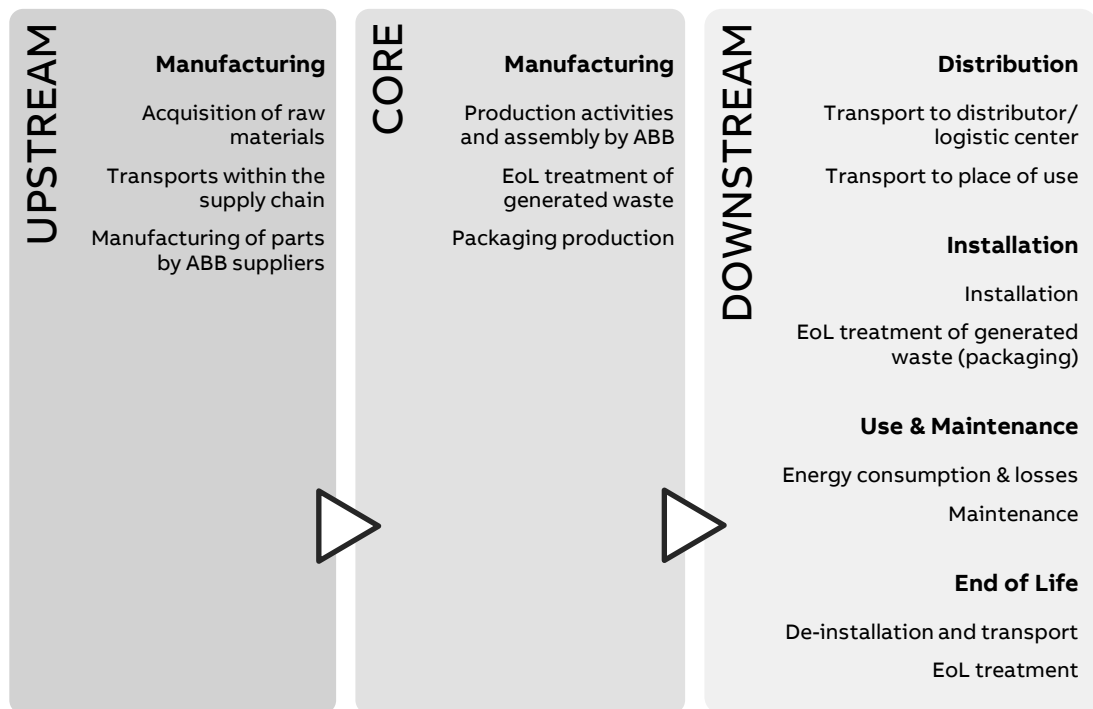 UPSTREAM
Manufacturing
Acquisition of raw
materials
Transports within the
supply chain
Manufacturing of parts
by ABB suppliers
CORE
Manufacturing
Production activities
and assembly by ABB
EoL treatment of
generated waste
Packaging production
DOWNSTREAM
Distribution
Transport to distributor/
logistic center
Transport to place of use
Installation
Installation
EoL treatment of generated
waste (packaging)
Use & Maintenance
Energy consumption & losses
Maintenance
End of Life
De-installation and transport
EoL treatment